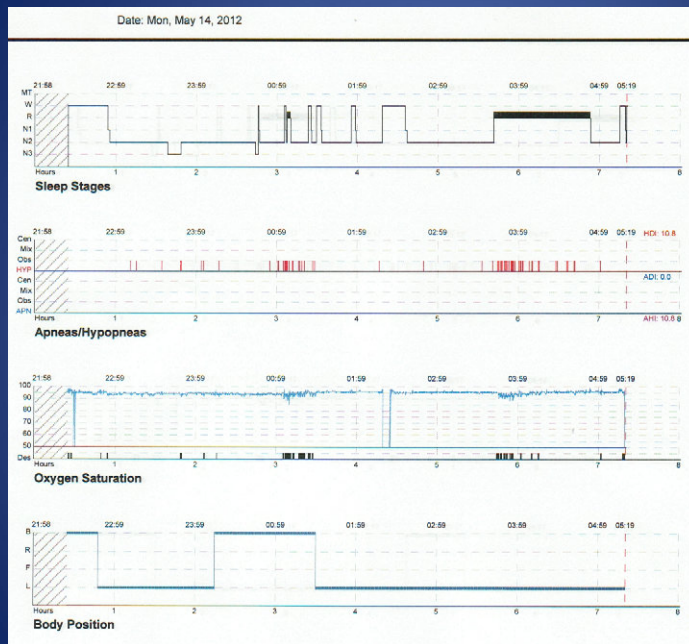 Date: Mon, May 14, 2012
21:58 22:59 23:59 00:59 01:59 02:59 03:59 04:59 05:19
MT
W
R
N1
N2
N3
Hours 1 2 3 4 5 6 7 8
Sleep Stages
21:58 22:59 23:59 00:59 01:59 02:59 03:59 04:59 05:19 HDI: 10.8
Cen
Mix
Obs
HYP
Cen ADI: 0.0
Mix
Obs
APN AHI: 10.8
Hours 1 2 3 4 5 6 7 8
Apneas/Hypopneas
21:58 22:59 23:59 00:59 01:59 02:59 03:59 04:59 05:19
100
90
80
70
60
50
Des
Hours 1 2 3 4 5 6 7 8
Oxygen Saturation
21:58 22:59 23:59 00:59 01:59 02:59 03:59 04:59 05:19
B
R
F
L
Hours 1 2 3 4 5 6 7 8
Body Position